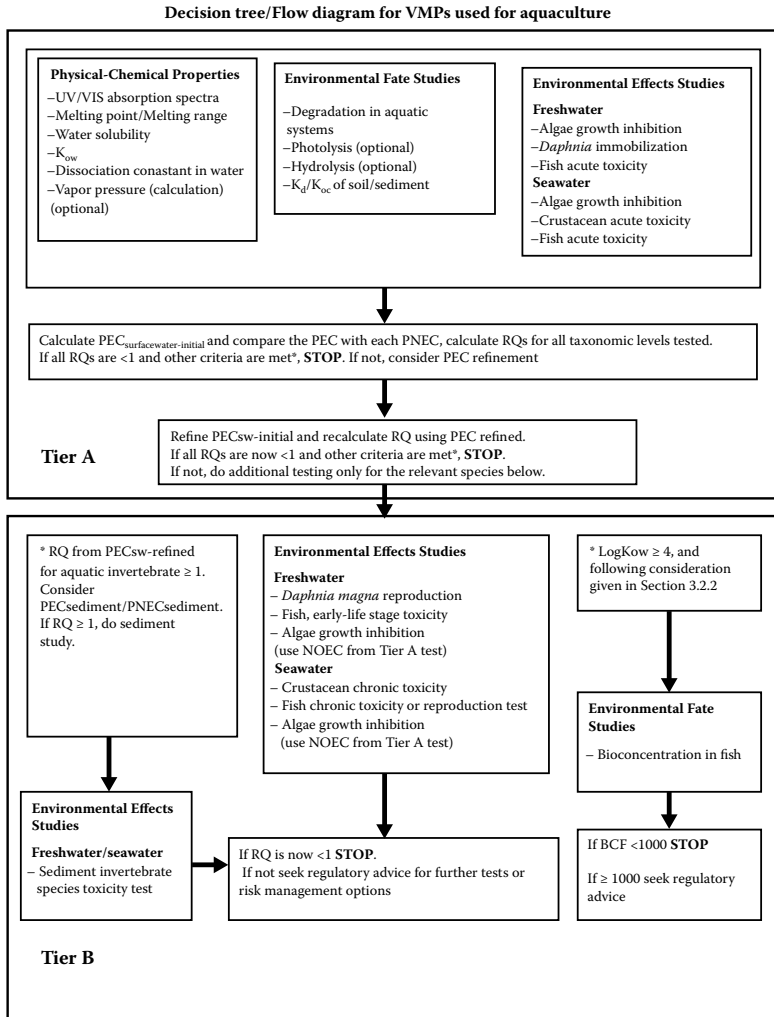 Decision tree/Flow diagram for VMPs used for aquaculture
Physical-Chemical Properties
–UV/VIS absorption spectra
–Melting point/Melting range
–Water solubility
–Kow
–Dissociation conastant in water
–Vapor pressure (calculation)
(optional)
Environmental Fate Studies
–Degradation in aquatic
systems
–Photolysis (optional)
–Hydrolysis (optional)
–Kd/Koc of soil/sediment
Environmental Effects Studies
Freshwater
–Algae growth inhibition
–Daphnia immobilization
–Fish acute toxicity
Seawater
–Algae growth inhibition
–Crustacean acute toxicity
–Fish acute toxicity
Calculate PECsurfacewater-initial and compare the PEC with each PNEC, calculate RQs for all taxonomic levels tested.
If all RQs are <1 and other criteria are met*, STOP. If not, consider PEC refinement
Refine PECsw-initial and recalculate RQ using PEC refined.
If all RQs are now <1 and other criteria are met*, STOP.
If not, do additional testing only for the relevant species below.
Tier A
* RQ from PECsw-refined
for aquatic invertebrate ≥ 1.
Consider
PECsediment/PNECsediment.
If RQ ≥ 1, do sediment
study.
Environmental Effects Studies
Freshwater
– Daphnia magna reproduction
– Fish, early-life stage toxicity
– Algae growth inhibition
(use NOEC from Tier A test)
Seawater
– Crustacean chronic toxicity
– Fish chronic toxicity or reproduction test
– Algae growth inhibition
(use NOEC from Tier A test)
* LogKow ≥ 4, and
following consideration
given in Section 3.2.2
Environmental Fate
Studies
– Bioconcentration in fish
Environmental Effects
Studies
Freshwater/seawater
– Sediment invertebrate
species toxicity test
If RQ is now <1 STOP.
If not seek regulatory advice for further tests or
risk management options
If BCF <1000 STOP
If ≥ 1000 seek regulatory
advice
Tier B